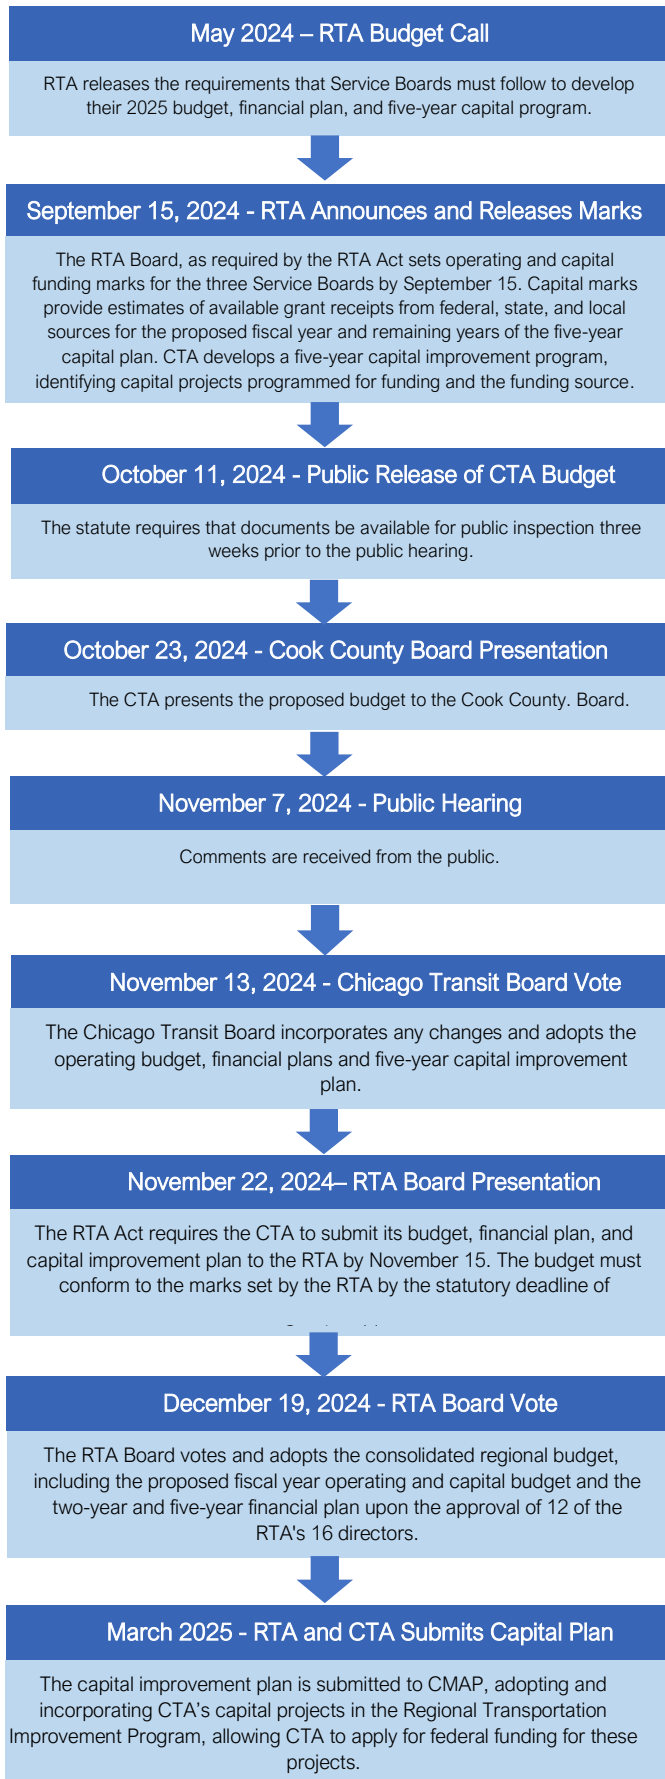 May 2024 – RTA Budget Call
RTA releases the requirements that Service Boards must follow to develop
their 2025 budget, financial plan, and five-year capital program.
September 15, 2024 - RTA Announces and Releases Marks
The RTA Board, as required by the RTA Act sets operating and capital
funding marks for the three Service Boards by September 15. Capital marks
provide estimates of available grant receipts from federal, state, and local
sources for the proposed fiscal year and remaining years of the five-year
capital plan. CTA develops a five-year capital improvement program,
identifying capital projects programmed for funding and the funding source.
October 11, 2024 - Public Release of CTA Budget
The statute requires that documents be available for public inspection three
weeks prior to the public hearing.
October 23, 2024 - Cook County Board Presentation
The CTA presents the proposed budget to the Cook County. Board.
November 7, 2024 - Public Hearing
Comments are received from the public.
November 13, 2024 - Chicago Transit Board Vote
The Chicago Transit Board incorporates any changes and adopts the
operating budget, financial plans and five-year capital improvement
plan.
November 22, 2024– RTA Board Presentation
The RTA Act requires the CTA to submit its budget, financial plan, and
capital improvement plan to the RTA by November 15. The budget must
conform to the marks set by the RTA by the statutory deadline of
December 19, 2024 - RTA Board Vote
The RTA Board votes and adopts the consolidated regional budget,
including the proposed fiscal year operating and capital budget and the
two-year and five-year financial plan upon the approval of 12 of the
RTA's 16 directors.
March 2025 - RTA and CTA Submits Capital Plan
The capital improvement plan is submitted to CMAP, adopting and
incorporating CTA’s capital projects in the Regional Transportation
Improvement Program, allowing CTA to apply for federal funding for these
projects.